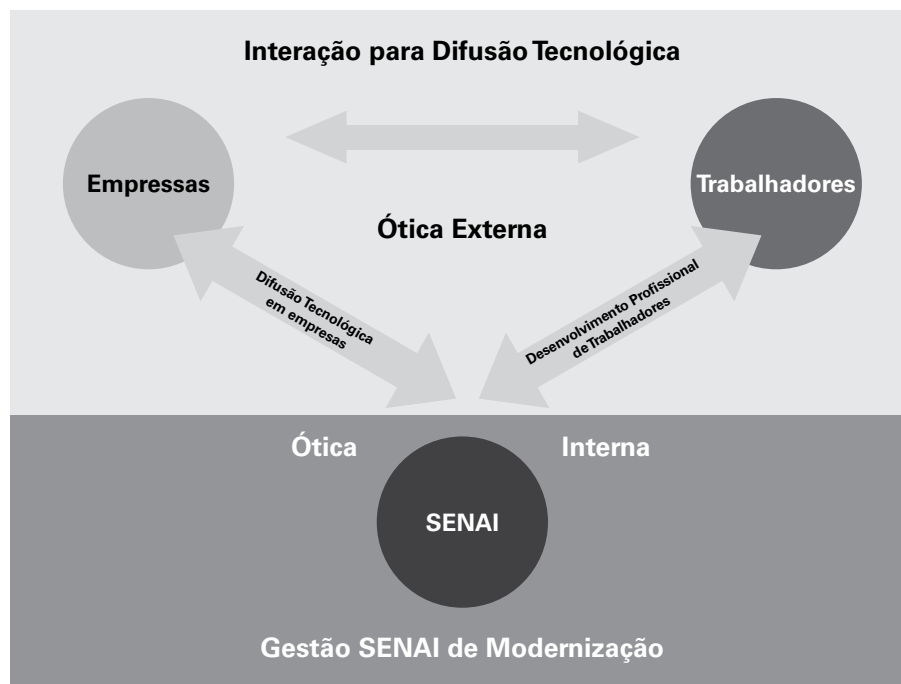 Interação para Difusão Tecnológica
Empressas
Trabalhadores
Ótica Externa
Difusão Tecnológica
em empresas
Desenvolvimento Profissional
de Trabalhadores
Ótica
Interna
SENAI
Gestão SENAI de Modernização